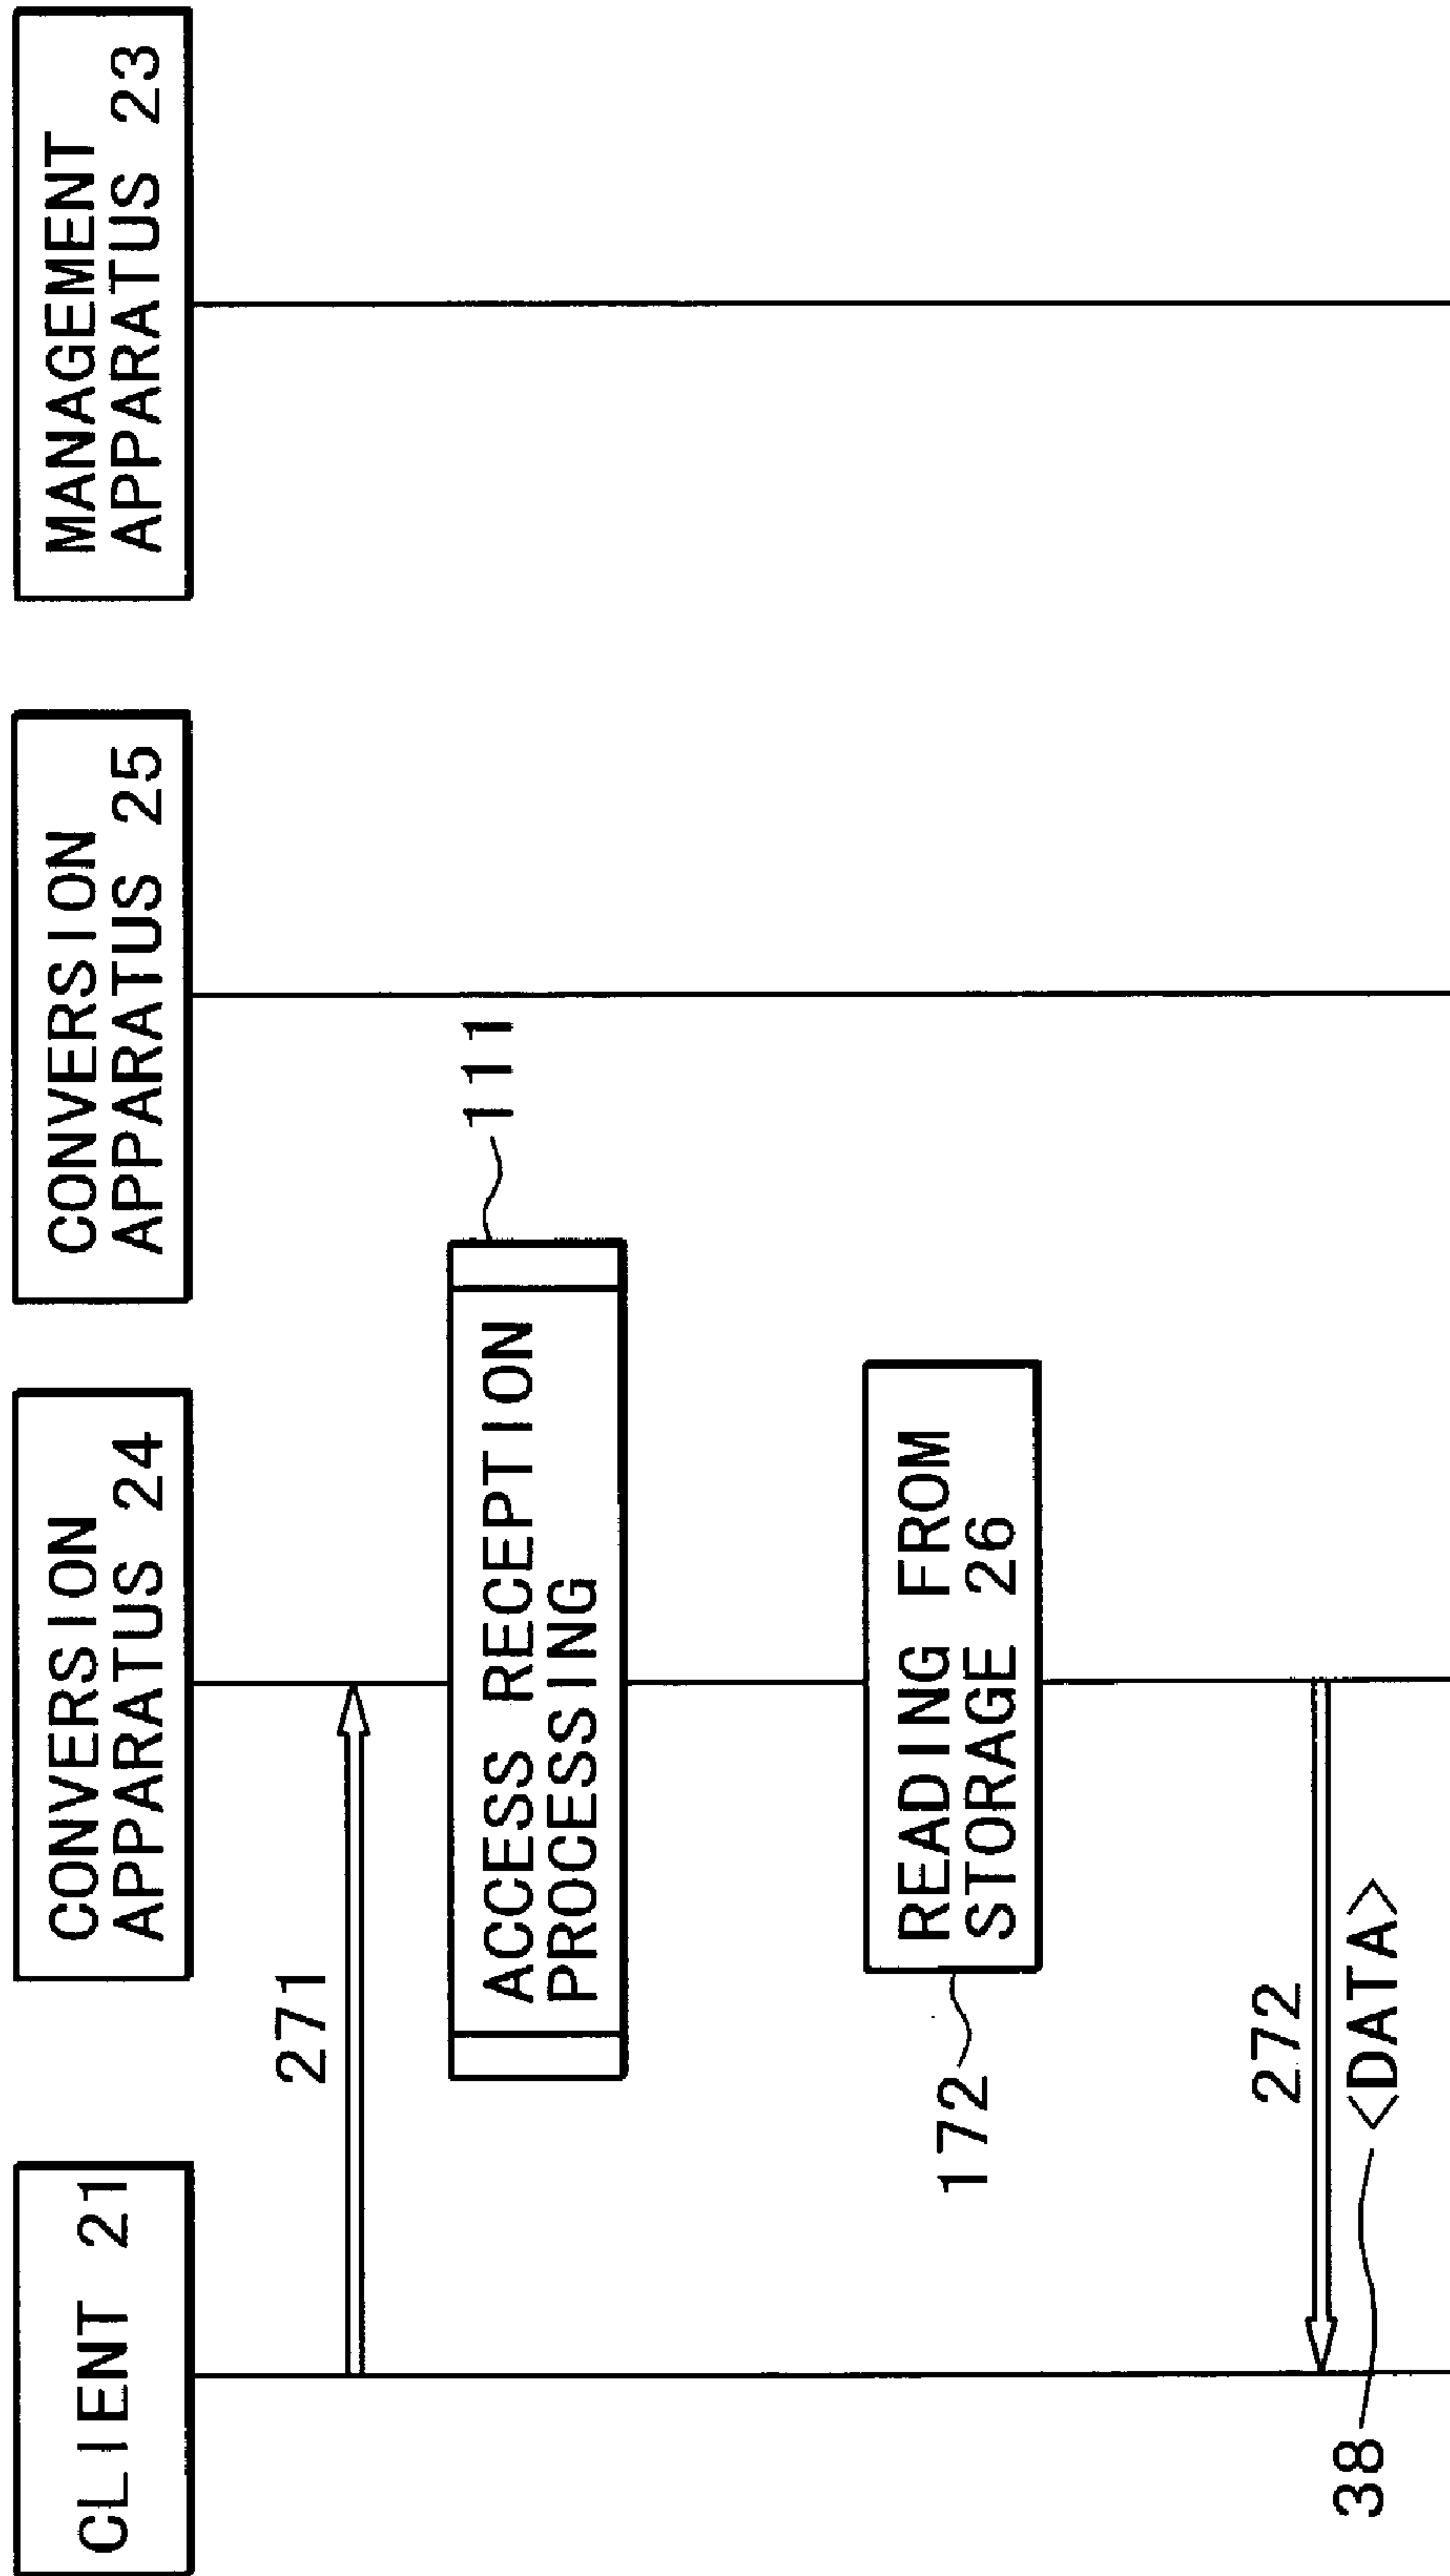 CLIENT 21
CONVERSION
APPARATUS 24
CONVERSION
APPARATUS 25
MANAGEMENT
APPARATUS 23
271
ACCESS RECEPTION
PROCESSING
111
READING FROM
STORAGE 26
172
272
<DATA>
38